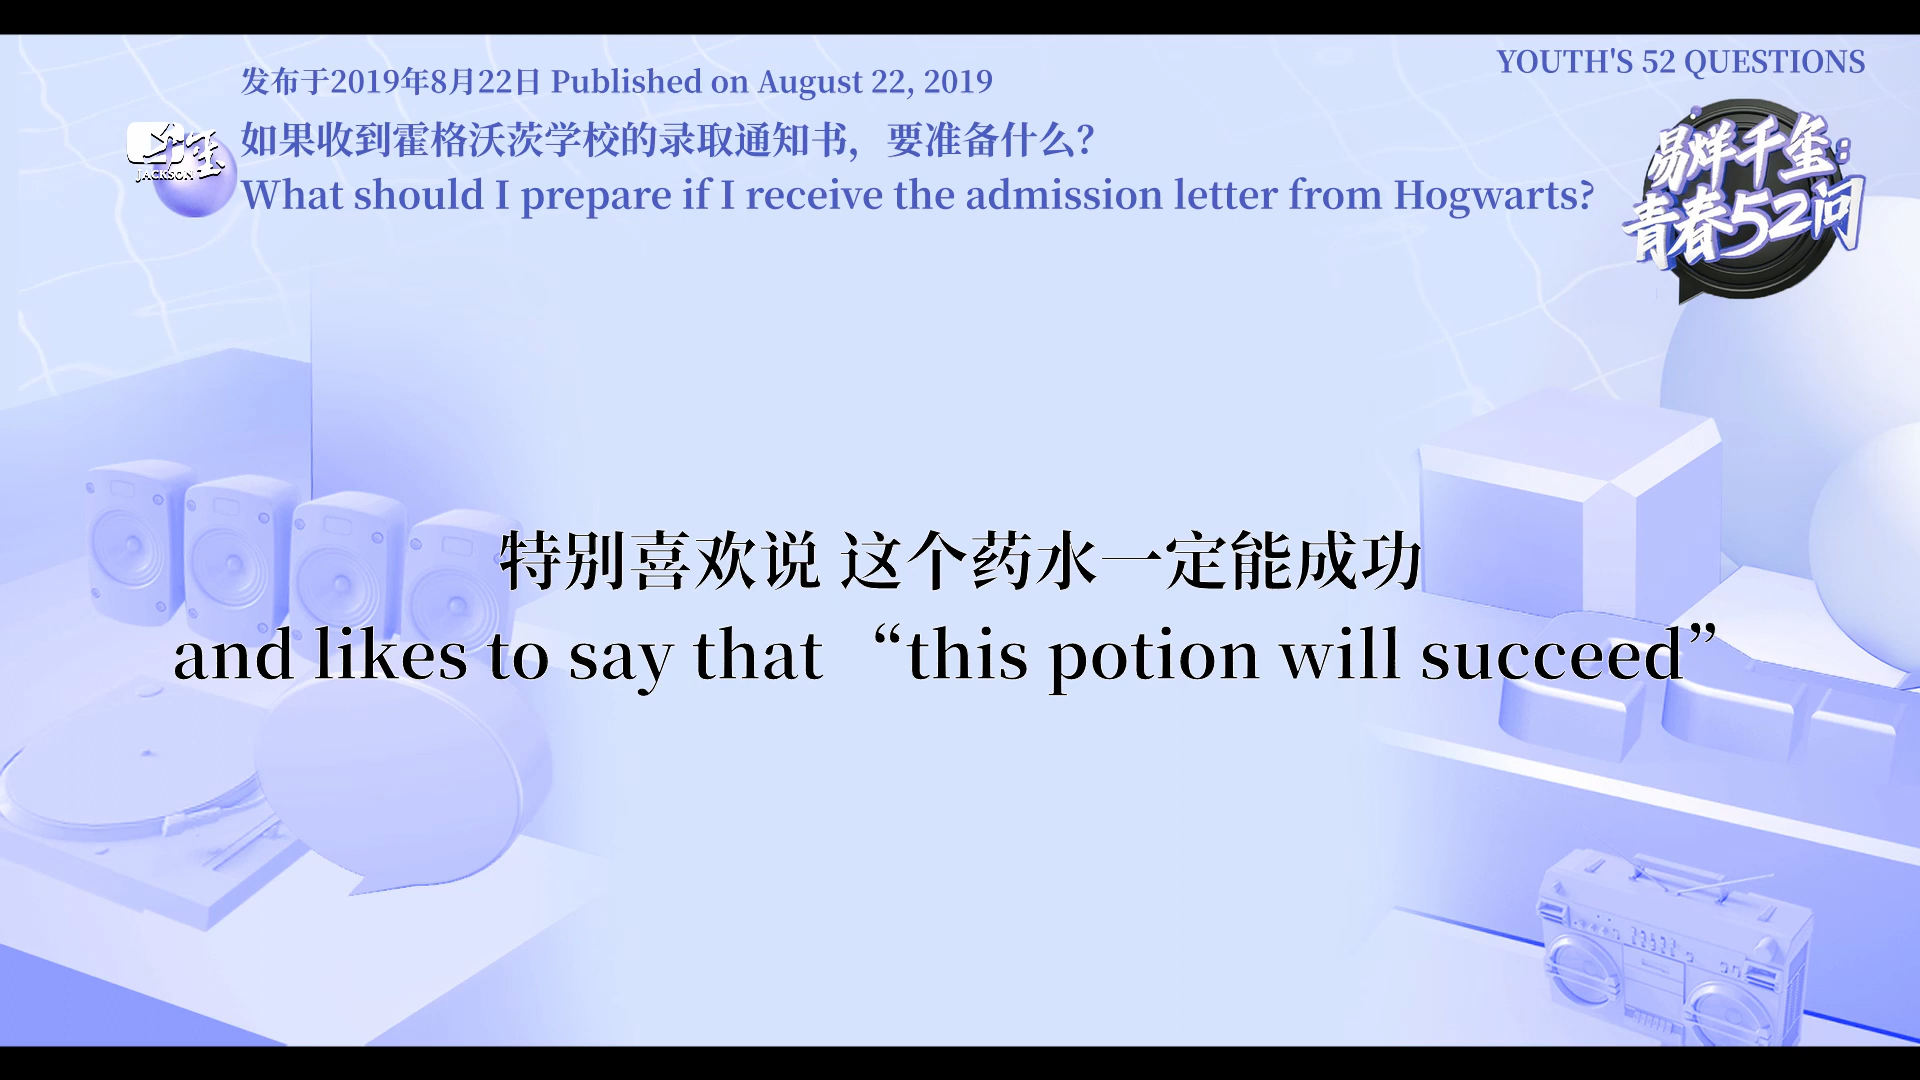 YOUTH'S 52 QUESTIONS
发布于2019年8月22日 Published on August 22, 2019
如果收到霍格沃茨学校的录取通知书，要准备什么？
What should I prepare if I receive the admission letter from Hogwarts?
JACKSON
易烊千玺：
青春52问
特别喜欢说 这个药水一定能成功
and likes to say that “this potion will succeed”